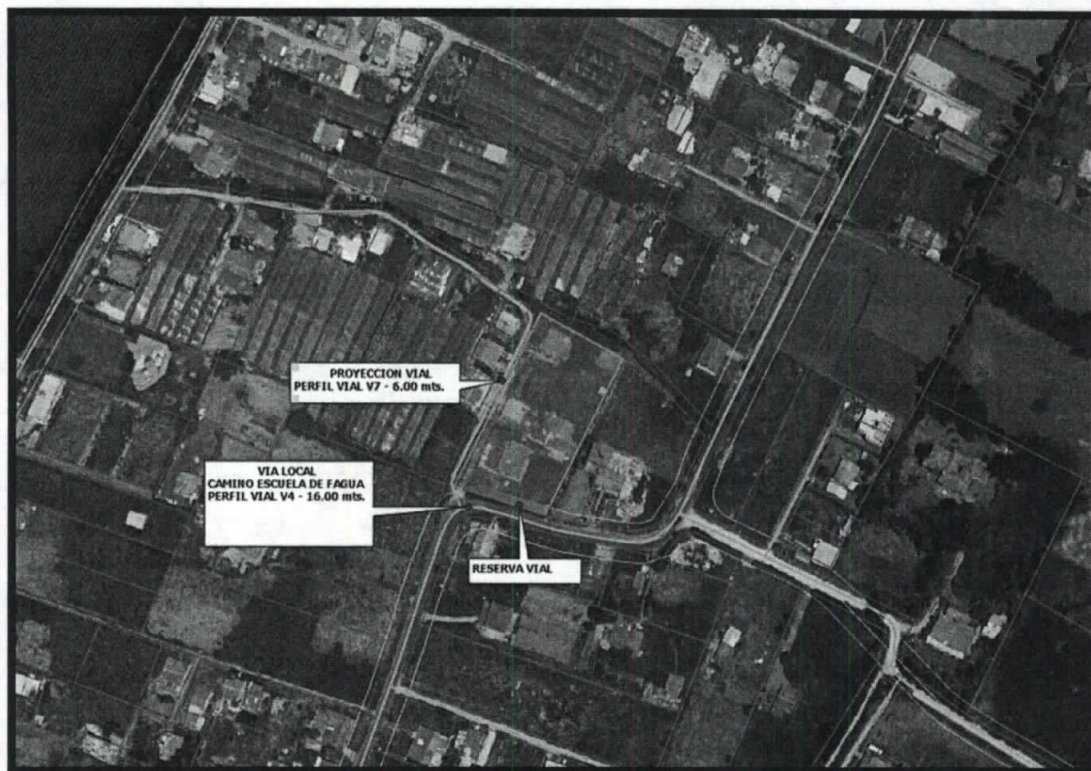 PROYECCION VIAL
PERFIL VIAL V7 - 6.00 mts.
VIA LOCAL
CAMINO ESCUELA DE FAGUA
PERFIL VIAL V4 - 16.00 mts.
RESERVA VIAL